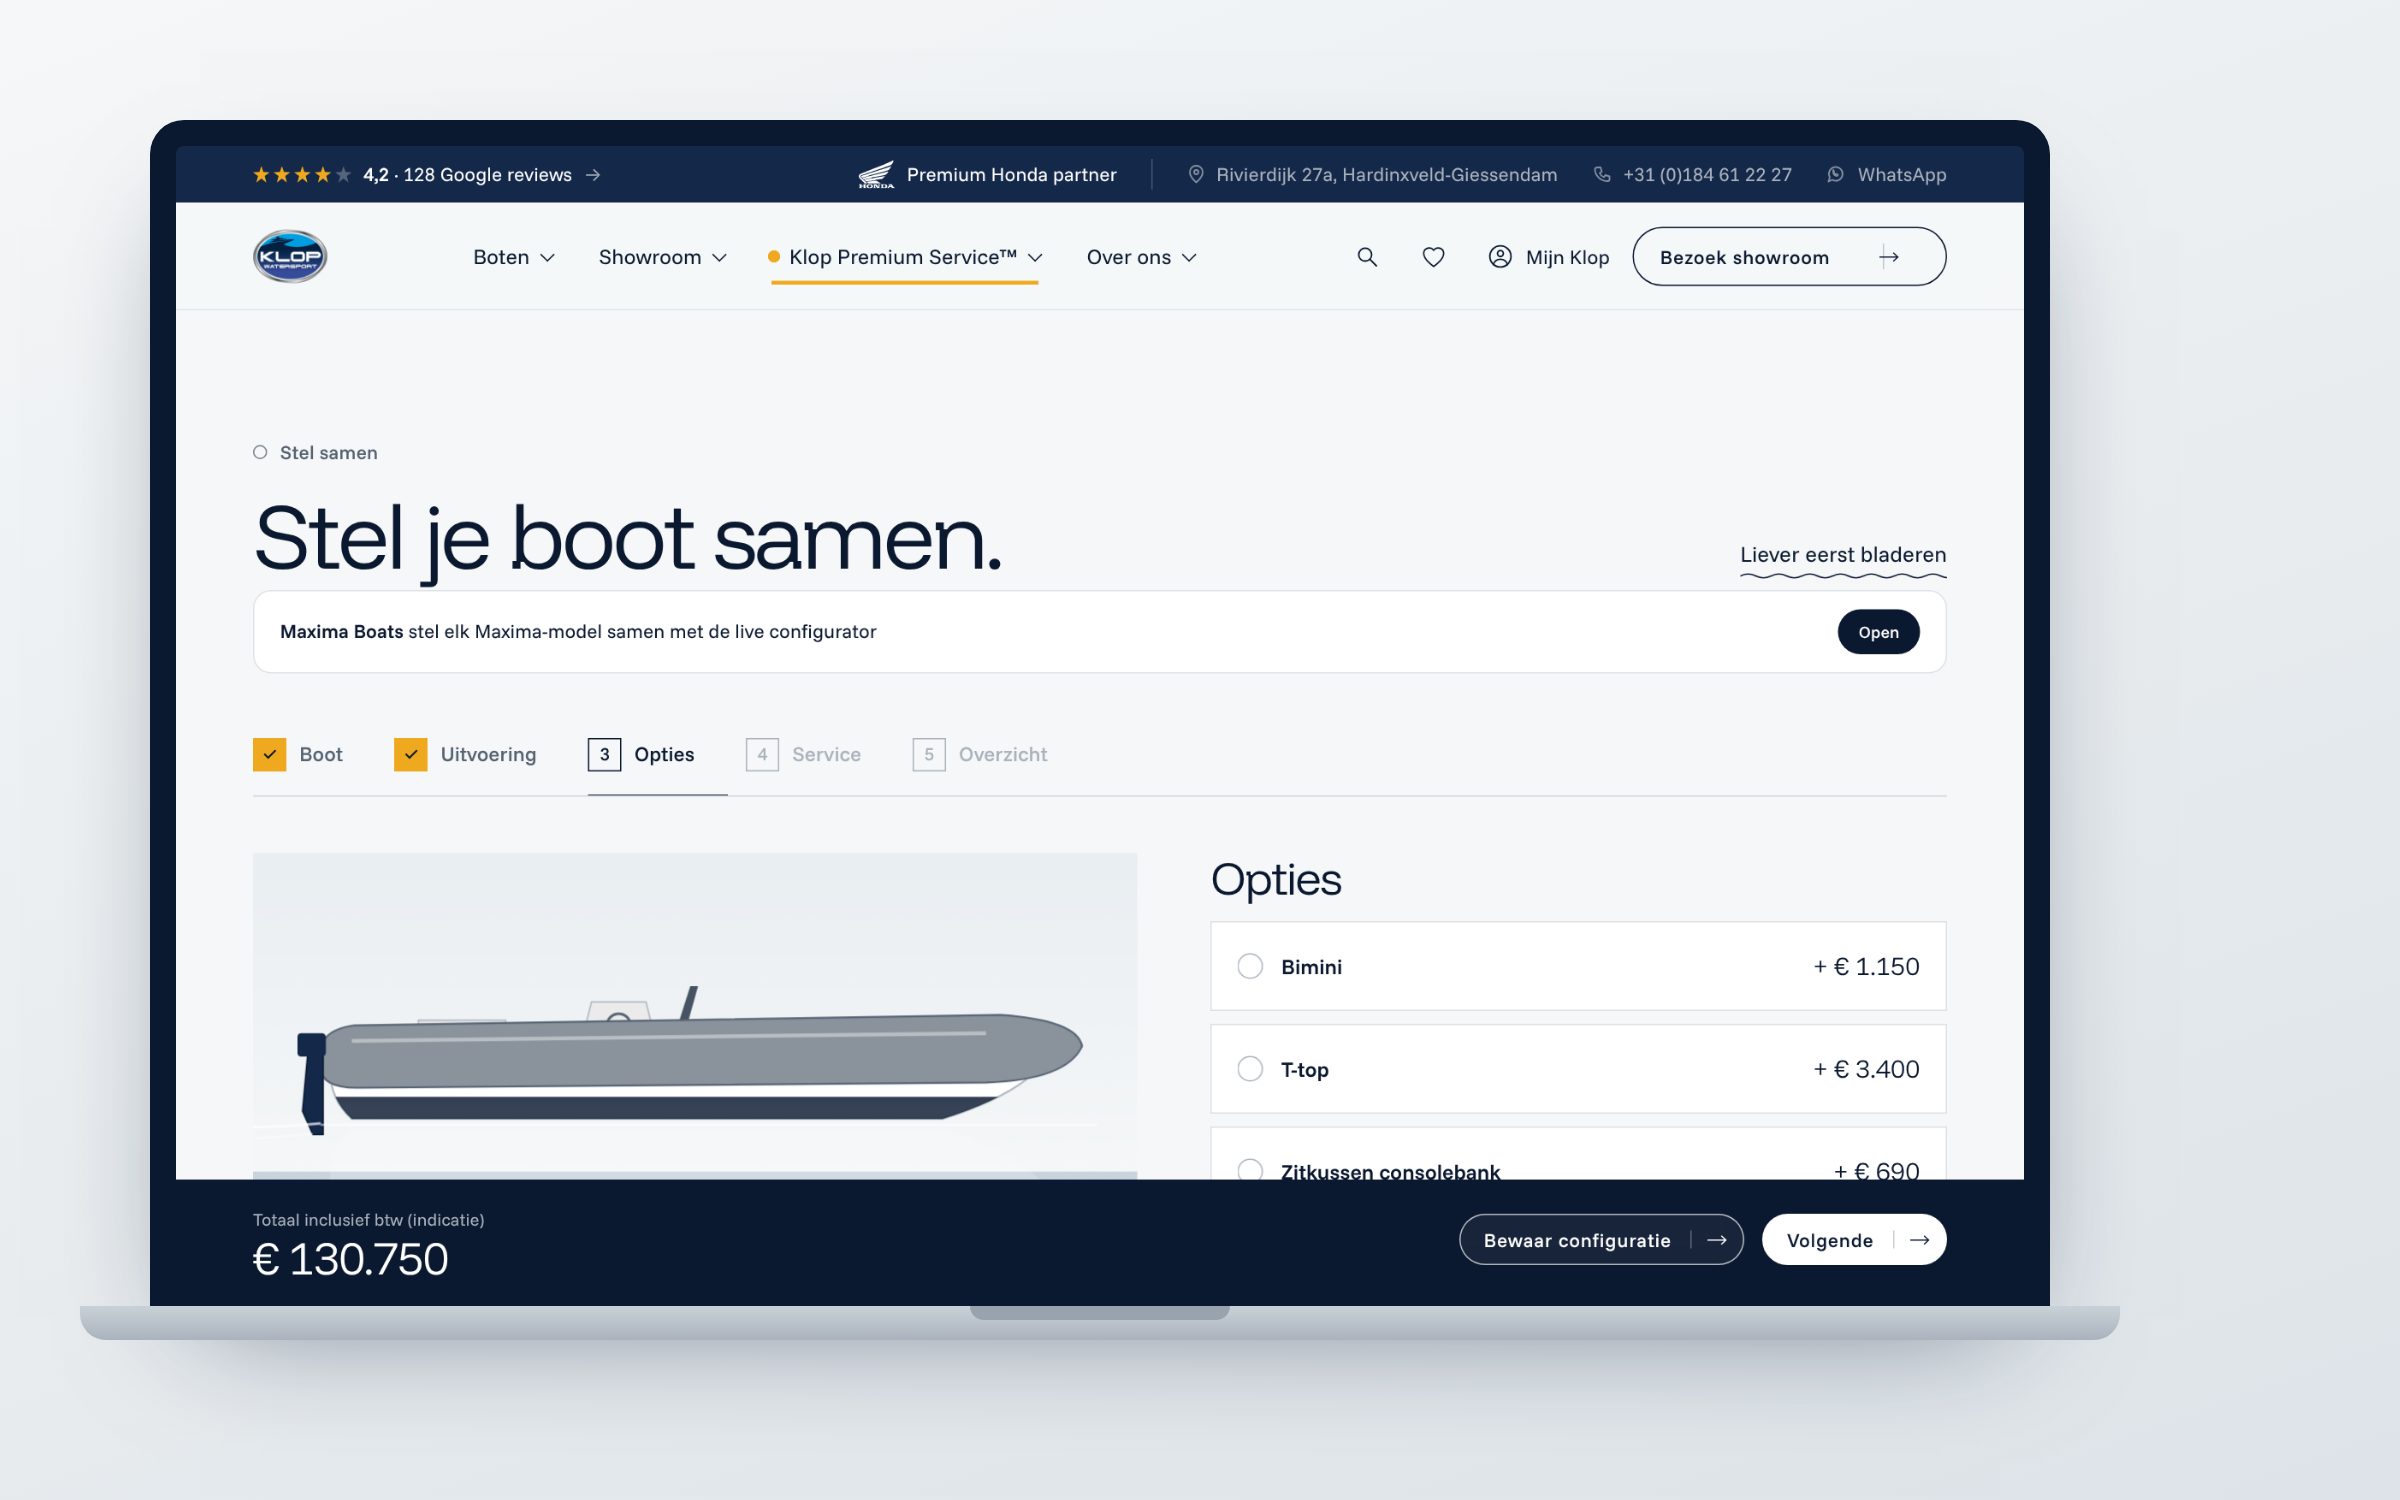 4,2 · 128 Google reviews →
HONDA Premium Honda partner
Rivierdijk 27a, Hardinxveld-Giessendam
+31 (0)184 61 22 27
WhatsApp
KLOP
WATERSPORT
Boten
Showroom
Klop Premium Service™
Over ons
Mijn Klop
Bezoek showroom →
Stel samen
Stel je boot samen.
Liever eerst bladeren
Maxima Boats stel elk Maxima-model samen met de live configurator
Open
Boot
Uitvoering
3 Opties
4 Service
5 Overzicht
Opties
Bimini + € 1.150
T-top + € 3.400
Zitkussen consolebank + € 690
Totaal inclusief btw (indicatie)
€ 130.750
Bewaar configuratie →
Volgende →